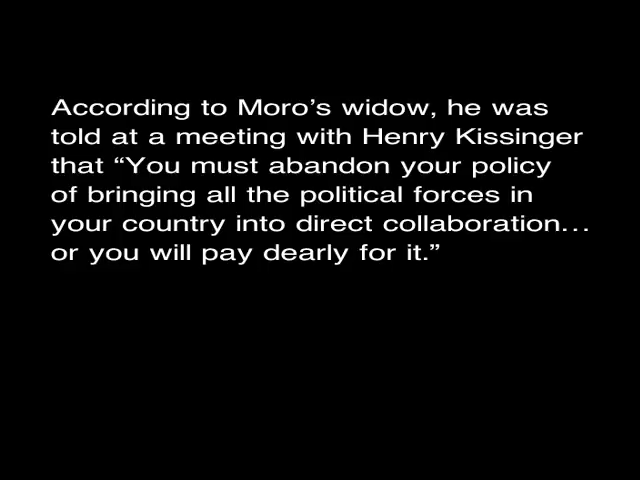 According to Moro’s widow, he was
told at a meeting with Henry Kissinger
that “You must abandon your policy
of bringing all the political forces in
your country into direct collaboration…
or you will pay dearly for it.”